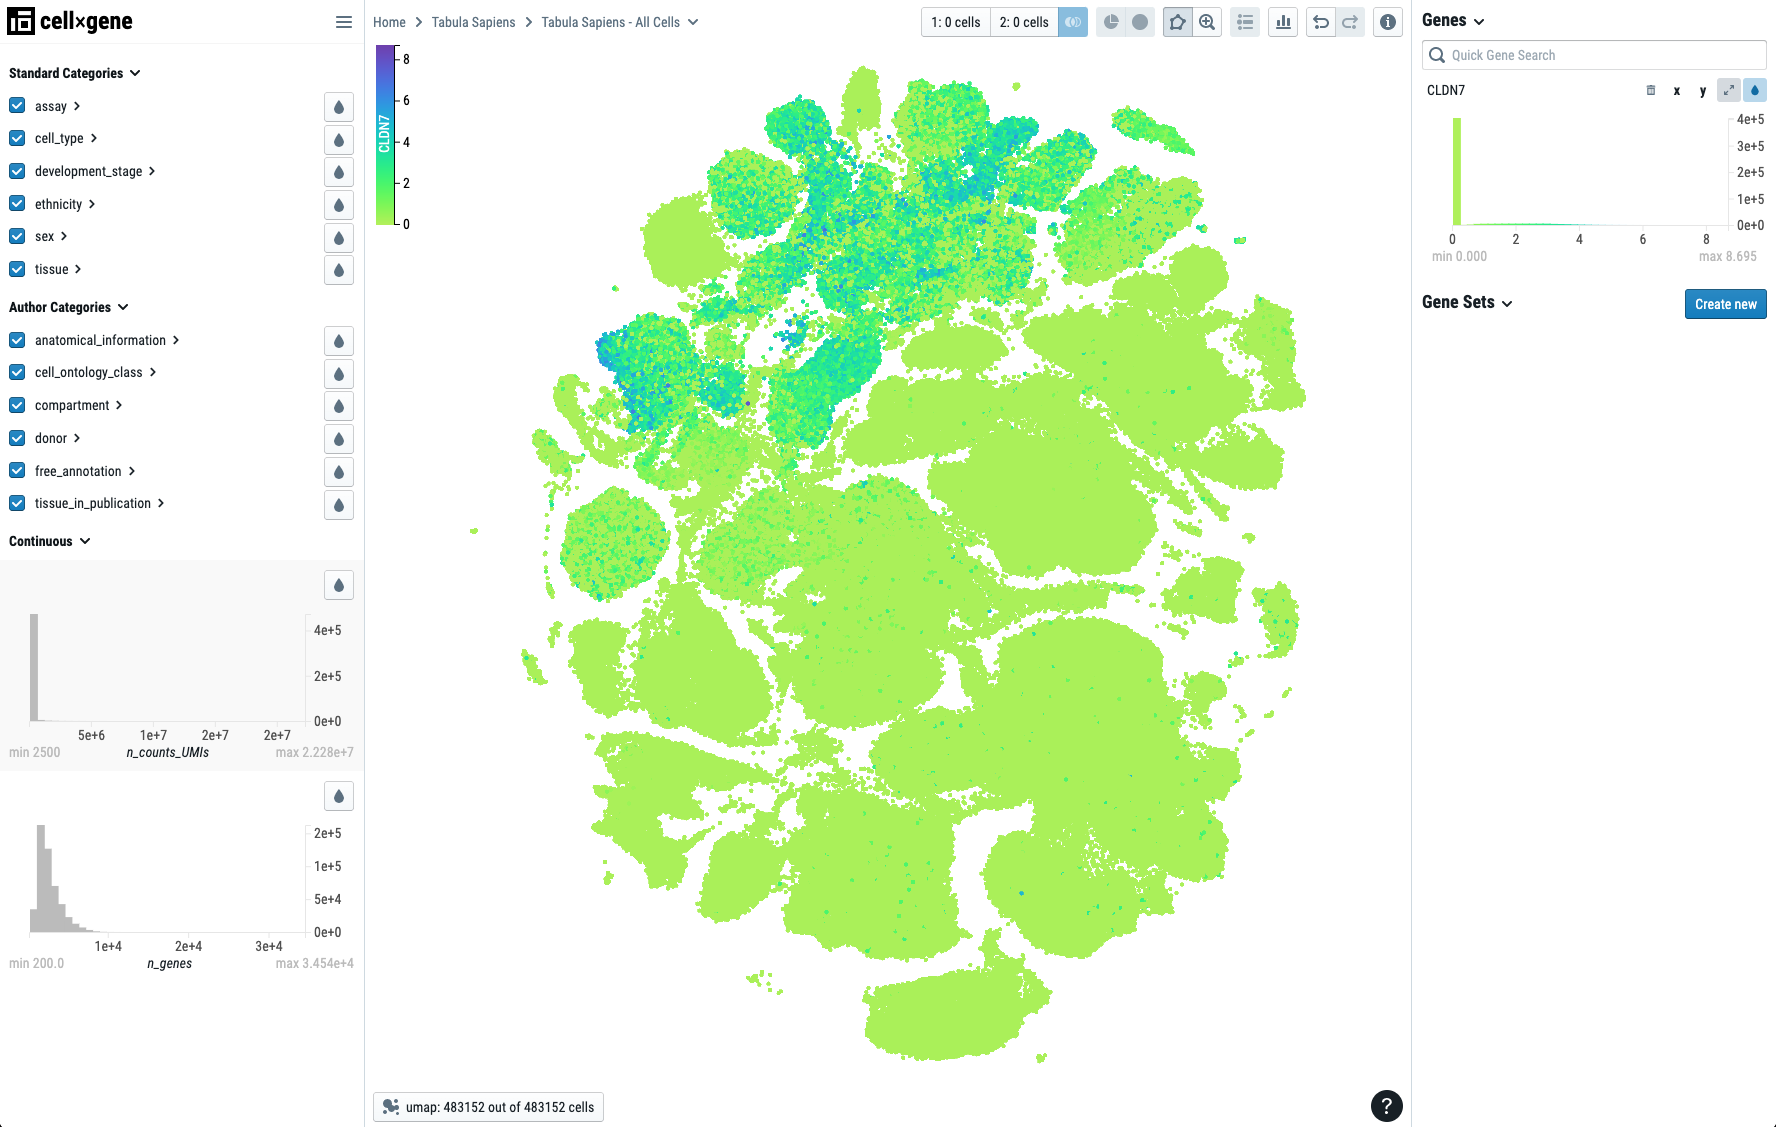 cell×gene
Home
Tabula Sapiens
Tabula Sapiens - All Cells
1: 0 cells
2: 0 cells
Standard Categories
assay
cell_type
development_stage
ethnicity
sex
tissue
Author Categories
anatomical_information
cell_ontology_class
compartment
donor
free_annotation
tissue_in_publication
Continuous
4e+5
2e+5
0e+0
5e+6 1e+7 2e+7 2e+7
min 2500 n_counts_UMIs max 2.228e+7
2e+5
1e+5
5e+4
0e+0
1e+4 2e+4 3e+4
min 200.0 n_genes max 3.454e+4
CLDN7
8
6
4
2
0
umap: 483152 out of 483152 cells
?
Genes
Quick Gene Search
CLDN7 x y
4e+5
3e+5
2e+5
1e+5
0e+0
0 2 4 6 8
min 0.000 max 8.695
Gene Sets
Create new